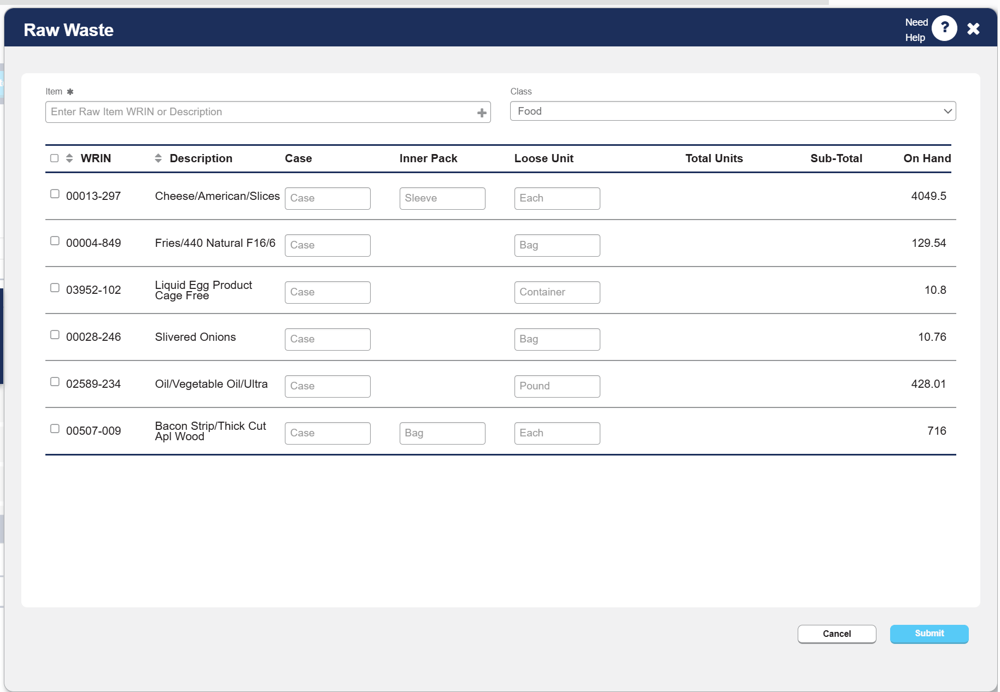 Raw Waste
Need
Help
?
Item ✱
Class
Enter Raw Item WRIN or Description
Food
WRIN Description Case Inner Pack Loose Unit Total Units Sub-Total On Hand
00013-297 Cheese/American/Slices Case Sleeve Each 4049.5
00004-849 Fries/440 Natural F16/6 Case Bag 129.54
03952-102 Liquid Egg Product
Cage Free Case Container 10.8
00028-246 Slivered Onions Case Bag 10.76
02589-234 Oil/Vegetable Oil/Ultra Case Pound 428.01
00507-009 Bacon Strip/Thick Cut
Apl Wood Case Bag Each 716
Cancel Submit